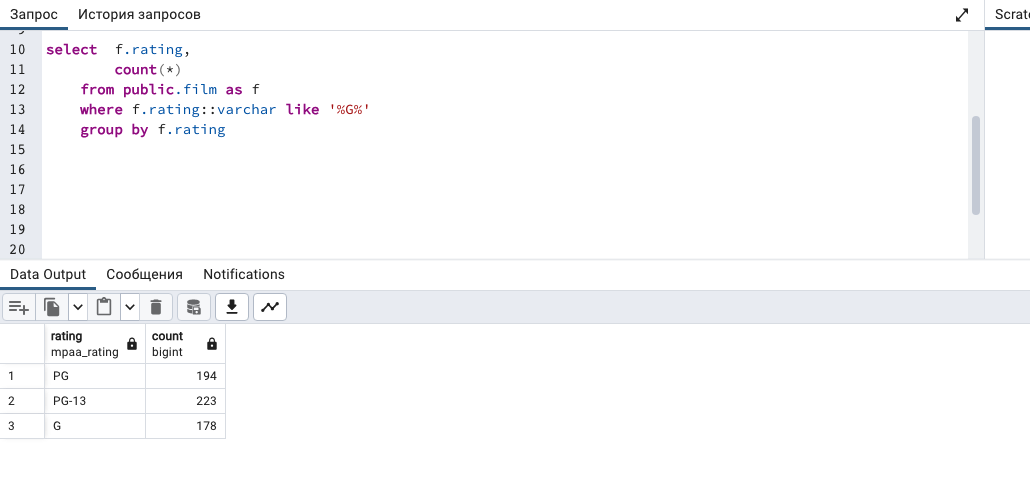 Запрос История запросов Scrat
10 select f.rating,
11 count(*)
12 from public.film as f
13 where f.rating::varchar like '%G%'
14 group by f.rating
15
16
17
18
19
20
Data Output Сообщения Notifications
rating count
mpaa_rating bigint
1 PG 194
2 PG-13 223
3 G 178